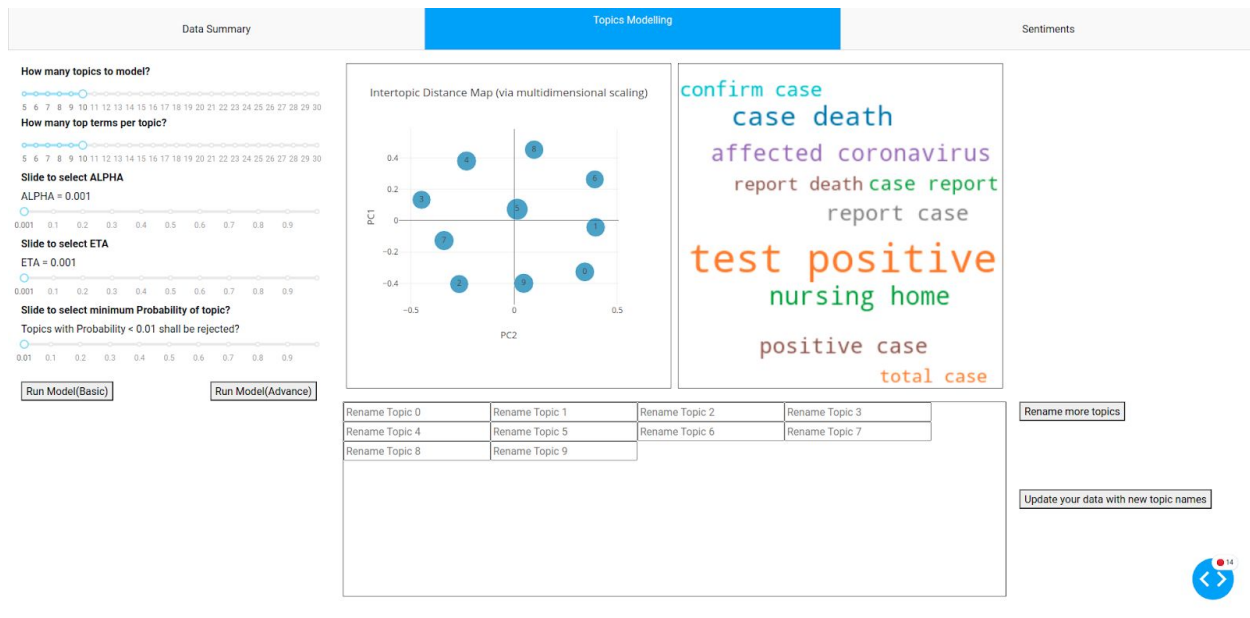 Data Summary
Topics Modelling
Sentiments
How many topics to model?
5 6 7 8 9 10 11 12 13 14 15 16 17 18 19 20 21 22 23 24 25 26 27 28 29 30
How many top terms per topic?
5 6 7 8 9 10 11 12 13 14 15 16 17 18 19 20 21 22 23 24 25 26 27 28 29 30
Slide to select ALPHA
ALPHA = 0.001
0.001 0.1 0.2 0.3 0.4 0.5 0.6 0.7 0.8 0.9
Slide to select ETA
ETA = 0.001
0.001 0.1 0.2 0.3 0.4 0.5 0.6 0.7 0.8 0.9
Slide to select minimum Probability of topic?
Topics with Probability < 0.01 shall be rejected?
0.01 0.1 0.2 0.3 0.4 0.5 0.6 0.7 0.8 0.9
Run Model(Basic)
Run Model(Advance)
Intertopic Distance Map (via multidimensional scaling)
0.4
0.2
0
−0.2
−0.4
PC1
−0.5 0 0.5
PC2
8
4
6
3
5
1
7
0
2
9
confirm case
case death
affected coronavirus
report death case report
report case
test positive
nursing home
positive case
total case
Rename Topic 0 Rename Topic 1 Rename Topic 2 Rename Topic 3
Rename Topic 4 Rename Topic 5 Rename Topic 6 Rename Topic 7
Rename Topic 8 Rename Topic 9
Rename more topics
Update your data with new topic names
14